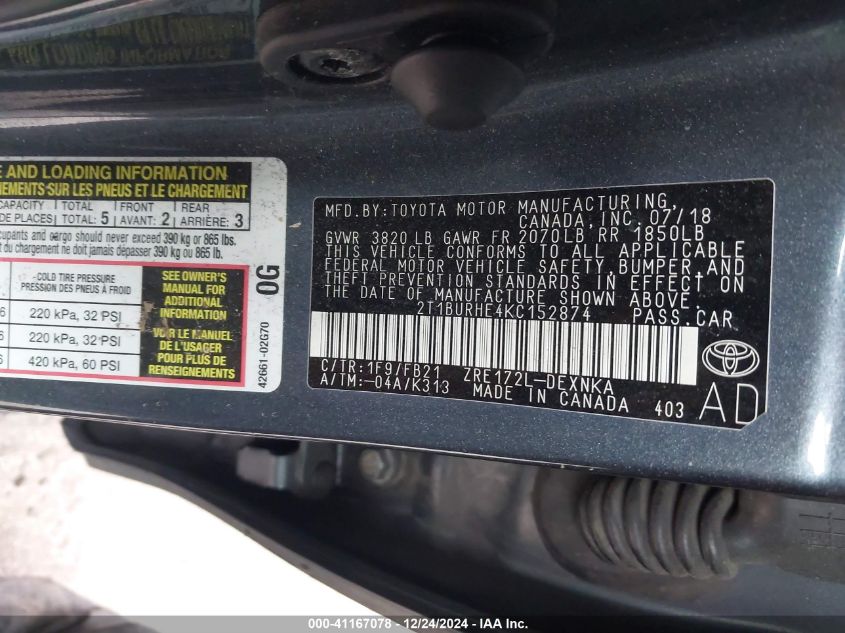 E AND LOADING INFORMATION
NEMENTS SUR LES PNEUS ET LE CHARGEMENT
CAPACITY TOTAL: 5 FRONT AVANT: 2 REAR ARRIÈRE: 3
DE PLACES
cupants and cargo should never exceed 390 kg or 865 lbs.
du chargement ne doit jamais dépasser 390 kg ou 865 lbs.
COLD TIRE PRESSURE
PRESSION DES PNEUS À FROID
220 kPa, 32 PSI
220 kPa, 32 PSI
420 kPa, 60 PSI
SEE OWNER'S
MANUAL FOR
ADDITIONAL
INFORMATION
VOIR LE MANUEL
DE L'USAGER
POUR PLUS DE
RENSEIGNEMENTS
0G
42661-02G70
MFD.BY:TOYOTA MOTOR MANUFACTURING,
CANADA, INC. 07/18
GVWR 3820 LB GAWR FR 2070LB RR 1850LB
THIS VEHICLE CONFORMS TO ALL APPLICABLE
FEDERAL MOTOR VEHICLE SAFETY,BUMPER,AND
THEFT PREVENTION STANDARDS IN EFFECT ON
THE DATE OF MANUFACTURE SHOWN ABOVE.
2T1BURHE4KC152874 PASS.CAR
C/TR:1F9/FB21 ZRE172L-DEXNKA
A/TM:-04A/K313 MADE IN CANADA 403
AD
000-41167078 - 12/24/2024 - IAA Inc.